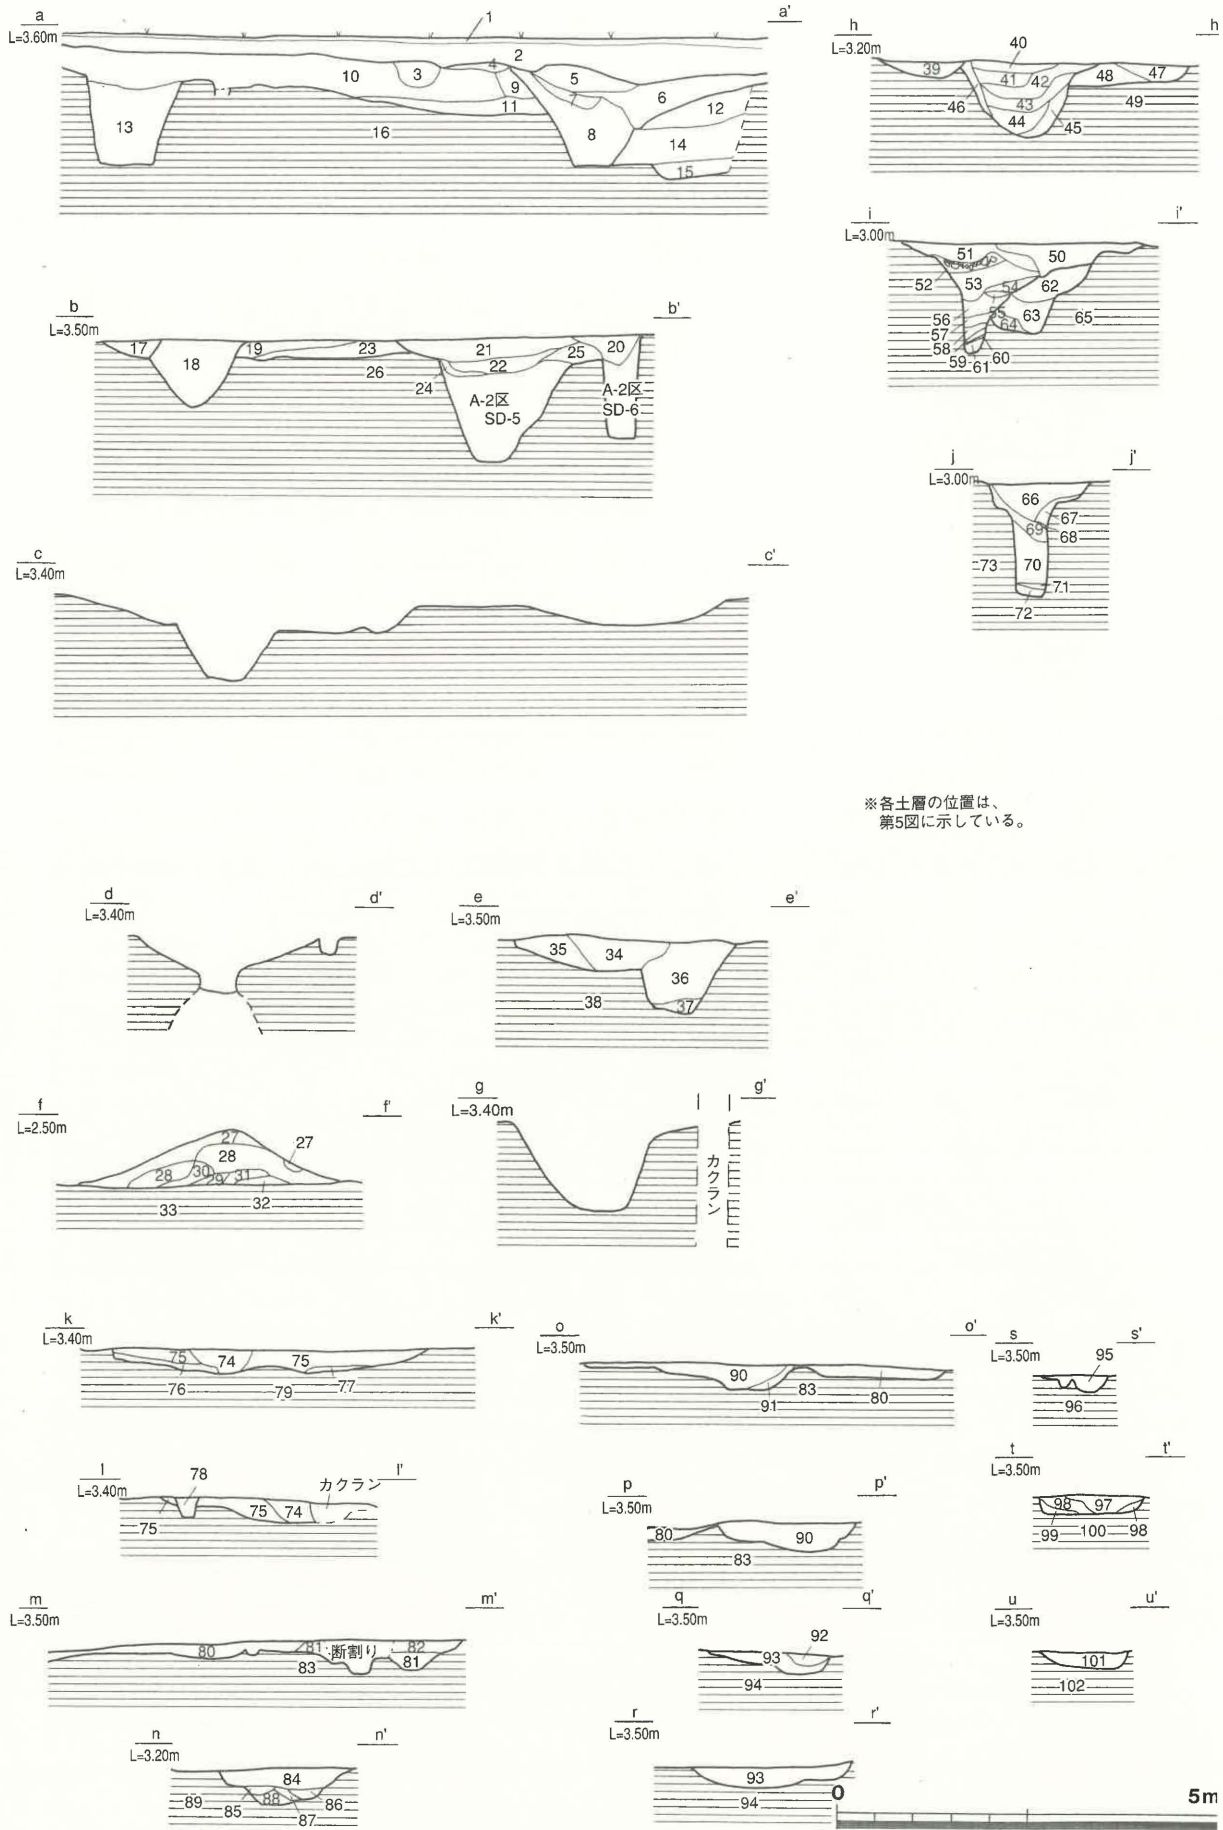 a a'
L=3.60m
1
2
10 3 4 5
9 7 6 12
11
13 16 8 14
15
h h
L=3.20m
40
39 41 42 48 47
46 43 49
44 45
i i'
L=3.00m
51 50
52 53 54 62
56 55 63 65
57 64
58 60
59 61
b b'
L=3.50m
17 19 23 21 25 20
18 26 22
24
A-2区
SD-5
A-2区
SD-6
j j'
L=3.00m
66
67
69 68
73 70
71
72
c c'
L=3.40m
※各土層の位置は、
第5図に示している。
d d'
L=3.40m
e e'
L=3.50m
35 34
36
38 37
f f'
L=2.50m
27 27
28
28 30 29 31
33 32
g g'
L=3.40m
カクラン
k k'
L=3.40m
75 74 75
76 79 77
o o'
L=3.50m
90 83 80
91
s s'
L=3.50m
95
96
l l'
L=3.40m
78 カクラン
75 75 74
p p'
L=3.50m
80 90
83
t t'
L=3.50m
98 97
99 100 98
m m'
L=3.50m
80 81 断割り 82
83 81
q q'
L=3.50m
92
93
94
u u'
L=3.50m
101
102
n n'
L=3.20m
84
89 85 88 86
87
r r'
L=3.50m
93
94
0 5m